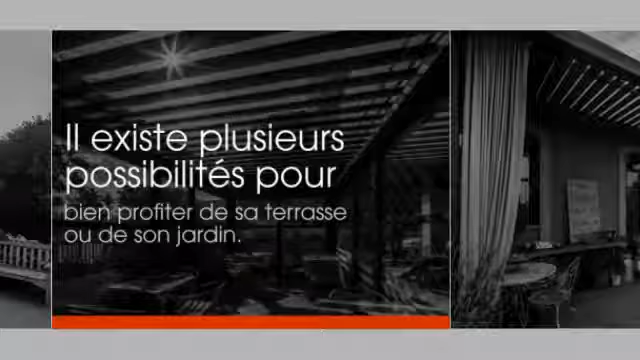 Il existe plusieurs
possibilités pour
bien profiter de sa terrasse
ou de son jardin.